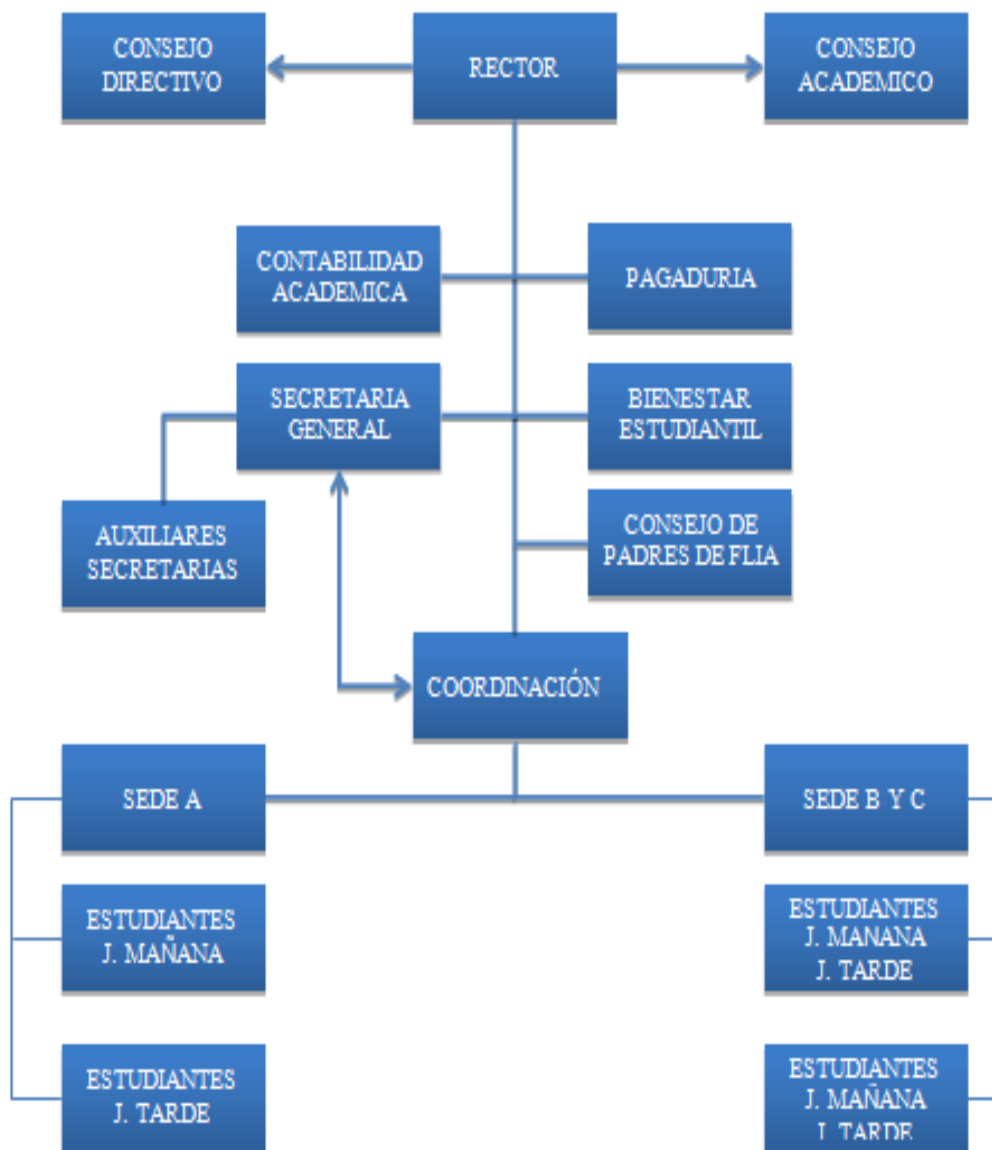 CONSEJO
DIRECTIVO
RECTOR
CONSEJO
ACADEMICO
CONTABILIDAD
ACADEMICA
PAGADURIA
SECRETARIA
GENERAL
BIENESTAR
ESTUDIANTIL
AUXILIARES
SECRETARIAS
CONSEJO DE
PADRES DE FLIA
COORDINACIÓN
SEDE A
SEDE B Y C
ESTUDIANTES
J. MAÑANA
ESTUDIANTES
J. MANANA
J. TARDE
ESTUDIANTES
J. TARDE
ESTUDIANTES
J. MAÑANA
J. TARDE